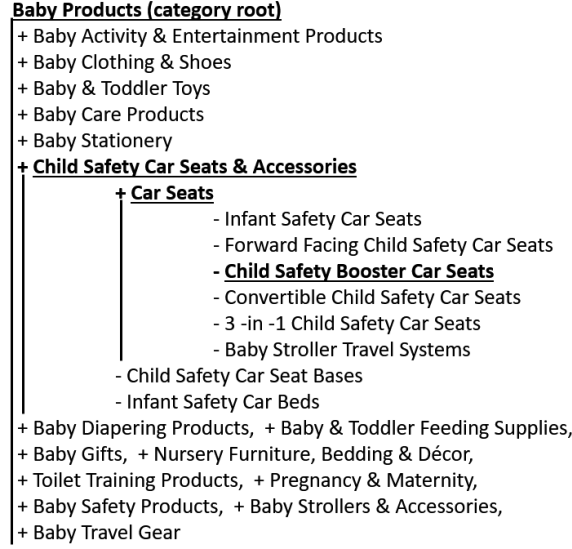 Baby Products (category root)
+ Baby Activity & Entertainment Products
+ Baby Clothing & Shoes
+ Baby & Toddler Toys
+ Baby Care Products
+ Baby Stationery
+ Child Safety Car Seats & Accessories
+ Car Seats
- Infant Safety Car Seats
- Forward Facing Child Safety Car Seats
- Child Safety Booster Car Seats
- Convertible Child Safety Car Seats
- 3 -in -1 Child Safety Car Seats
- Baby Stroller Travel Systems
- Child Safety Car Seat Bases
- Infant Safety Car Beds
+ Baby Diapering Products,  + Baby & Toddler Feeding Supplies,
+ Baby Gifts,  + Nursery Furniture, Bedding & Décor,
+ Toilet Training Products,  + Pregnancy & Maternity,
+ Baby Safety Products,  + Baby Strollers & Accessories,
+ Baby Travel Gear